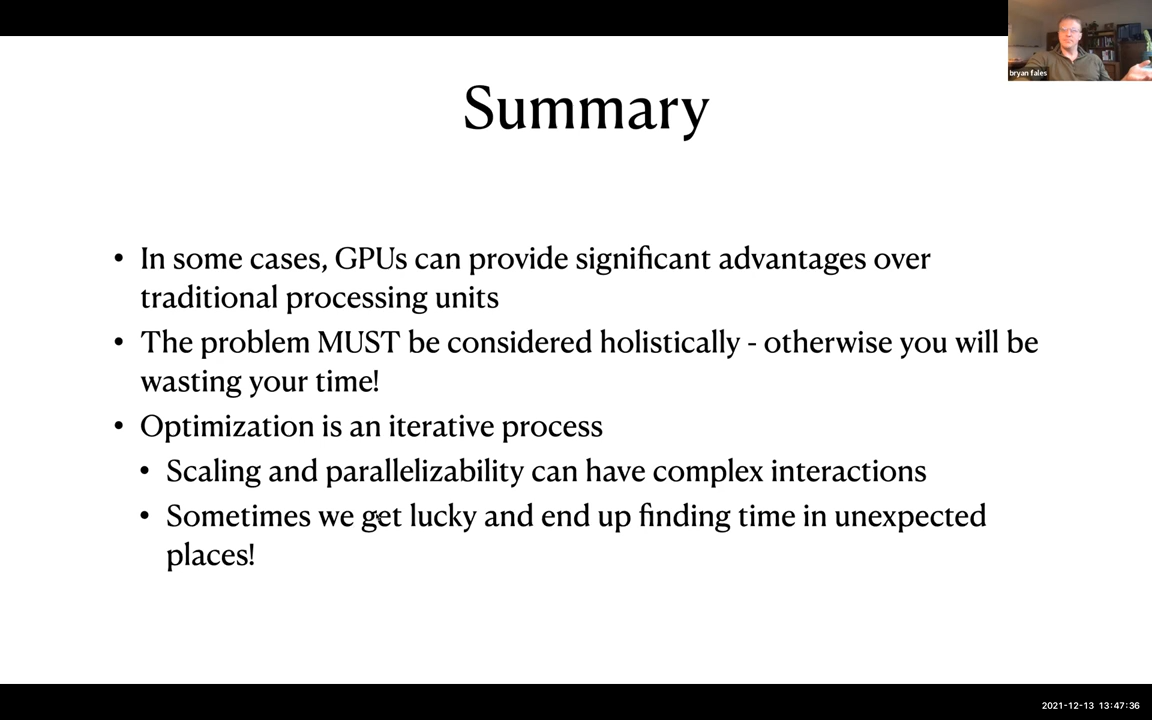 bryan fales
Summary
• In some cases, GPUs can provide significant advantages over
traditional processing units
• The problem MUST be considered holistically - otherwise you will be
wasting your time!
• Optimization is an iterative process
• Scaling and parallelizability can have complex interactions
• Sometimes we get lucky and end up finding time in unexpected
places!
2021-12-13 13:47:36